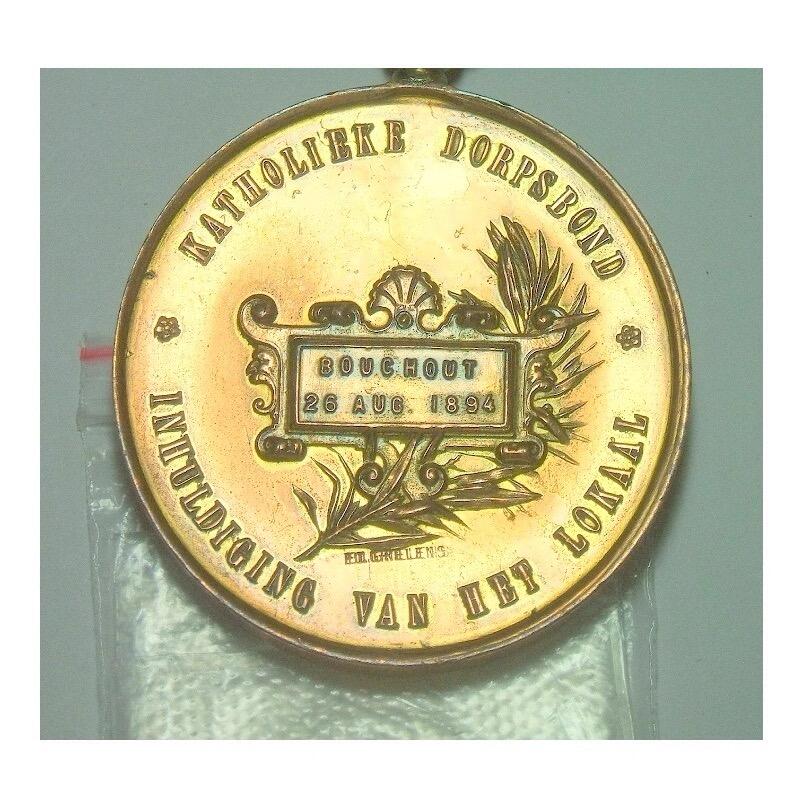 KATHOLIEKE DORPSBOND
BOUCHOUT
26 AUG. 1894
INHULDIGING VAN HET LOKAAL